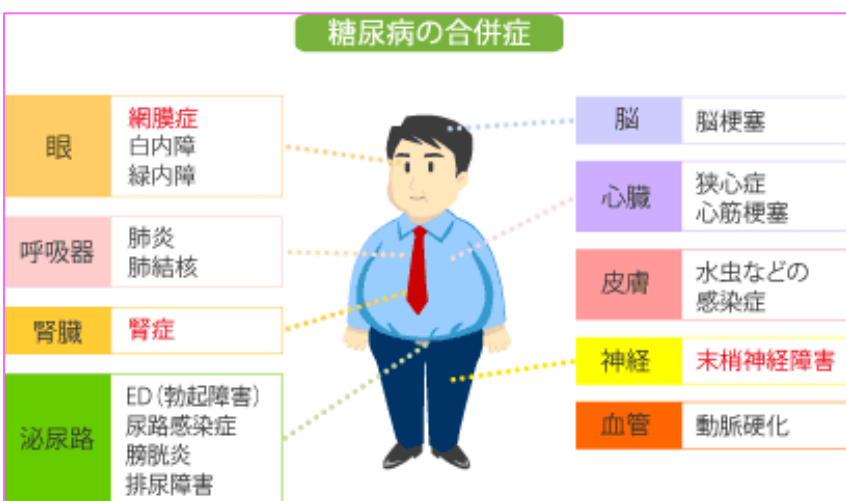 糖尿病の合併症
眼
網膜症
白内障
緑内障
呼吸器
肺炎
肺結核
腎臓
腎症
泌尿路
ED(勃起障害)
尿路感染症
膀胱炎
排尿障害
脳
脳梗塞
心臓
狭心症
心筋梗塞
皮膚
水虫などの
感染症
神経
末梢神経障害
血管
動脈硬化